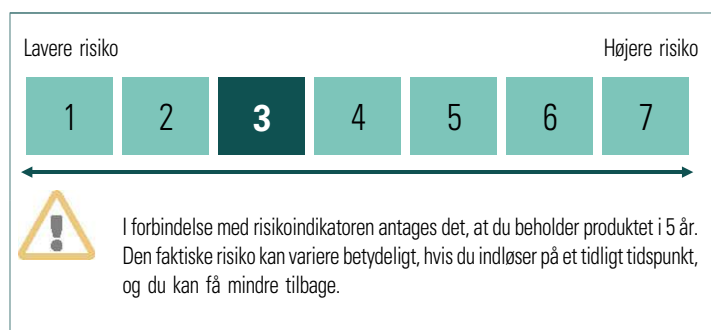 Lavere risiko Højere risiko
1 2 3 4 5 6 7
I forbindelse med risikoindikatoren antages det, at du beholder produktet i 5 år.
Den faktiske risiko kan variere betydeligt, hvis du indløser på et tidligt tidspunkt,
og du kan få mindre tilbage.